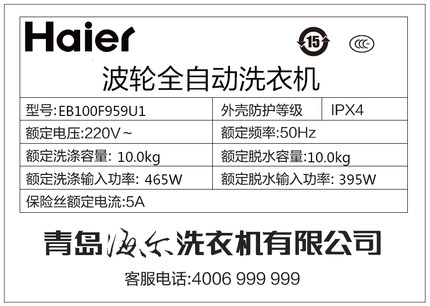 Haier
15
CCC
波轮全自动洗衣机
型号:EB100F959U1 外壳防护等级 IPX4
额定电压:220V～ 额定频率:50Hz
额定洗涤容量: 10.0kg 额定脱水容量:10.0kg
额定洗涤输入功率: 465W 额定脱水输入功率: 395W
保险丝额定电流:5A
青岛海尔洗衣机有限公司
客服电话:4006 999 999